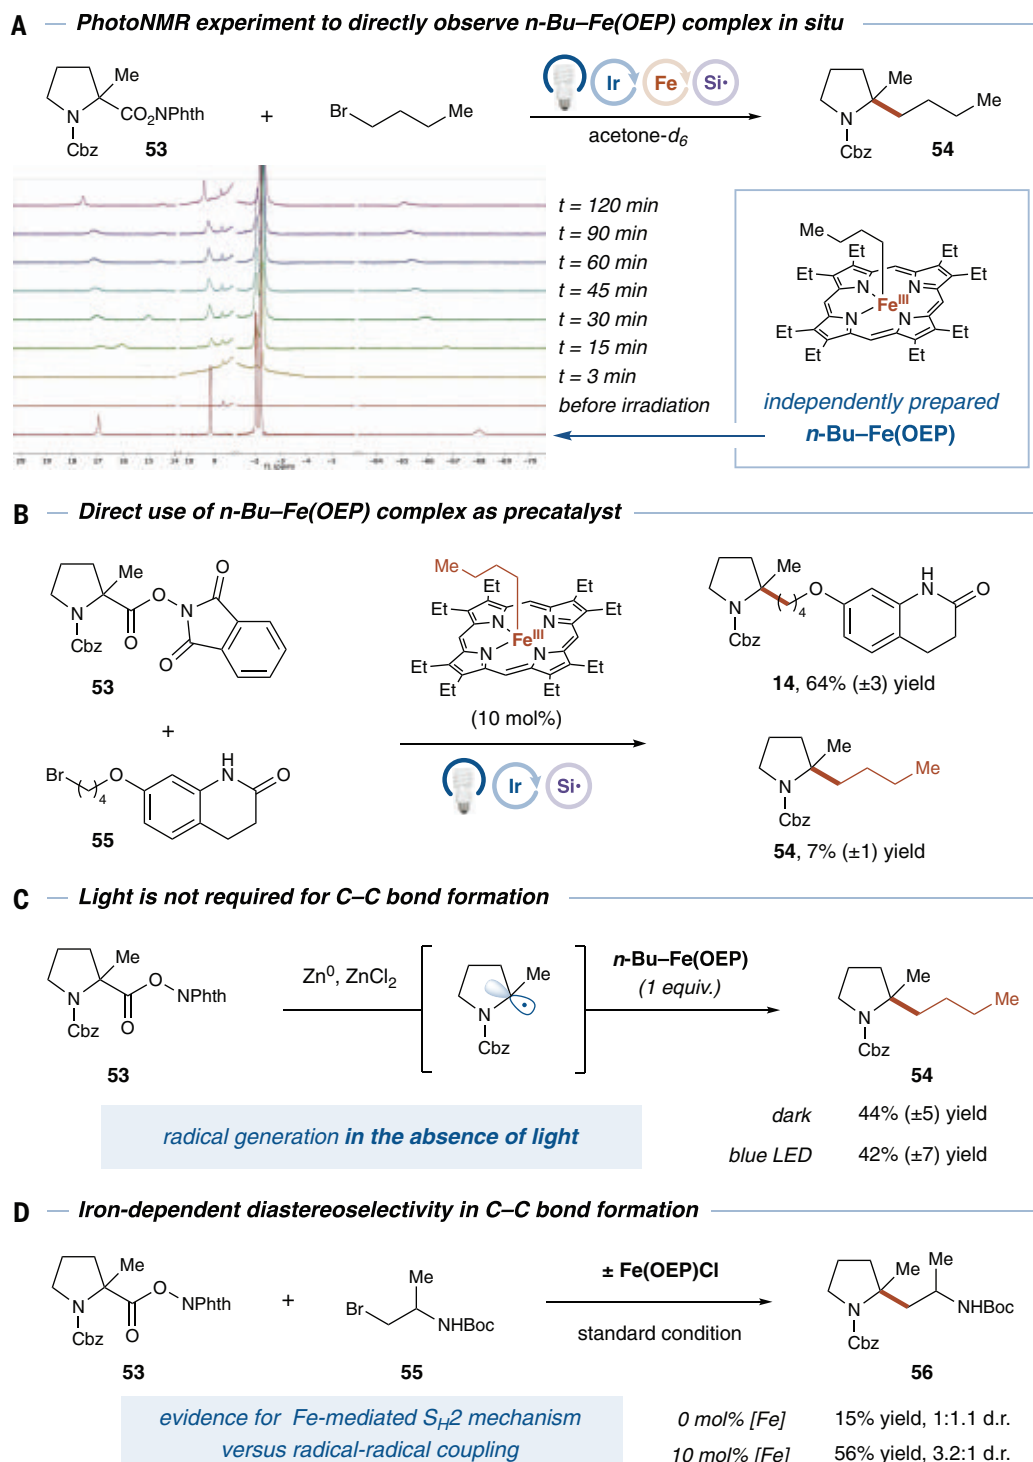 A PhotoNMR experiment to directly observe n-Bu–Fe(OEP) complex in situ
Me
N
CO2NPhth
Cbz
53
+
Br
Me
Ir
Fe
Si•
acetone-d6
Me
Me
N
Cbz
54
t = 120 min
t = 90 min
t = 60 min
t = 45 min
t = 30 min
t = 15 min
t = 3 min
before irradiation
Me
Et
Et
Et
Et
N
N
FeIII
N
N
Et
Et
Et
Et
independently prepared
n-Bu–Fe(OEP)
B Direct use of n-Bu–Fe(OEP) complex as precatalyst
Me
O
O
N
N
Cbz
O
O
53
+
Br
4
O
H
N
O
55
Me
Et
Et
Et
Et
N
N
FeIII
N
N
Et
Et
Et
Et
(10 mol%)
Ir
Si•
Me
N
Cbz
4
O
H
N
O
14, 64% (±3) yield
Me
Me
N
Cbz
54, 7% (±1) yield
C Light is not required for C–C bond formation
Me
O
NPhth
N
O
Cbz
53
Zn0, ZnCl2
Me
N
Cbz
n-Bu–Fe(OEP)
(1 equiv.)
Me
Me
N
Cbz
54
radical generation in the absence of light
dark 44% (±5) yield
blue LED 42% (±7) yield
D Iron-dependent diastereoselectivity in C–C bond formation
Me
O
NPhth
N
O
Cbz
53
+
Me
Br
NHBoc
55
± Fe(OEP)Cl
standard condition
Me
Me
N
NHBoc
Cbz
56
evidence for Fe-mediated SH2 mechanism
versus radical-radical coupling
0 mol% [Fe] 15% yield, 1:1.1 d.r.
10 mol% [Fe] 56% yield, 3.2:1 d.r.